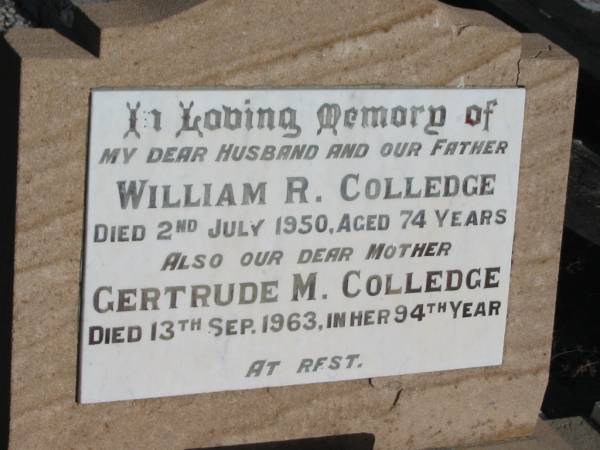 In Loving Memory of
MY DEAR HUSBAND AND OUR FATHER
WILLIAM R. COLLEDGE
DIED 2ND JULY 1950, AGED 74 YEARS
ALSO OUR DEAR MOTHER
GERTRUDE M. COLLEDGE
DIED 13TH SEP. 1963, IN HER 94TH YEAR
AT REST.